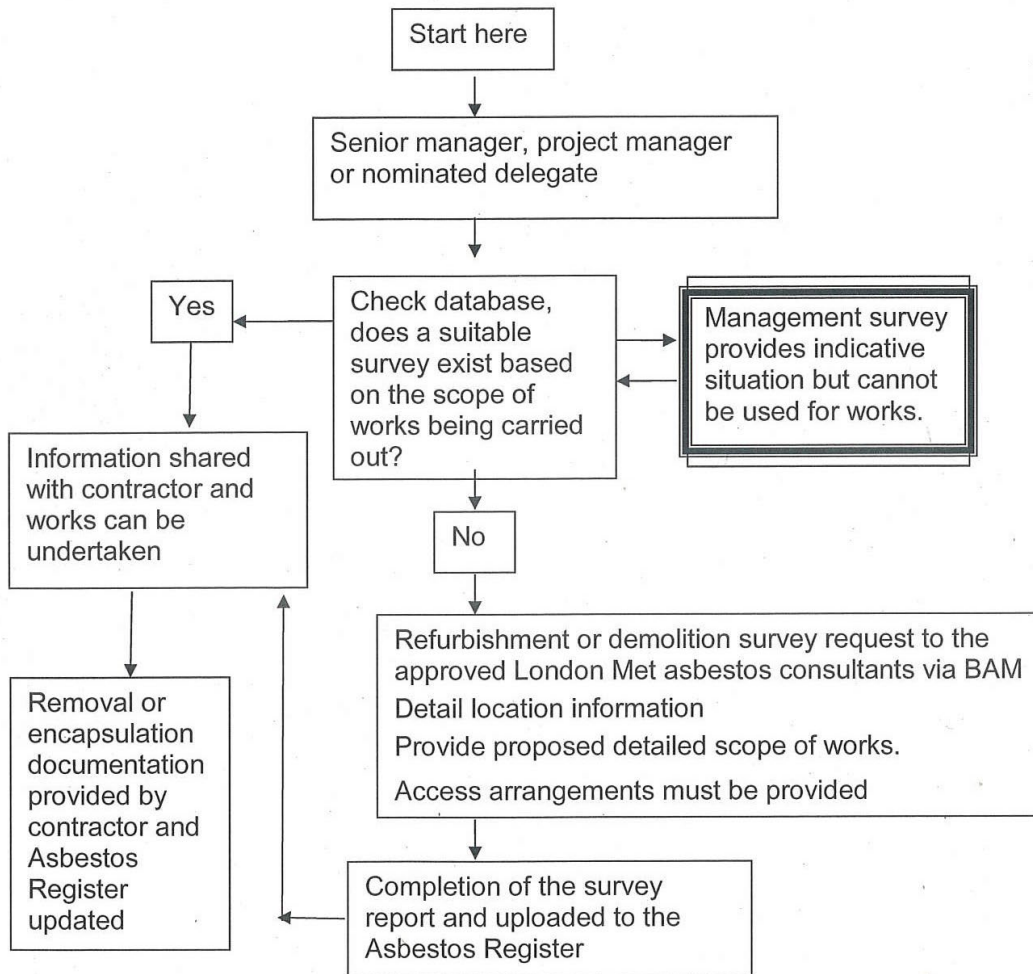 Start here
Senior manager, project manager
or nominated delegate
Yes
Check database,
does a suitable
survey exist based
on the scope of
works being carried
out?
Management survey
provides indicative
situation but cannot
be used for works.
Information shared
with contractor and
works can be
undertaken
No
Refurbishment or demolition survey request to the
approved London Met asbestos consultants via BAM
Detail location information
Provide proposed detailed scope of works.
Access arrangements must be provided
Removal or
encapsulation
documentation
provided by
contractor and
Asbestos
Register
updated
Completion of the survey
report and uploaded to the
Asbestos Register